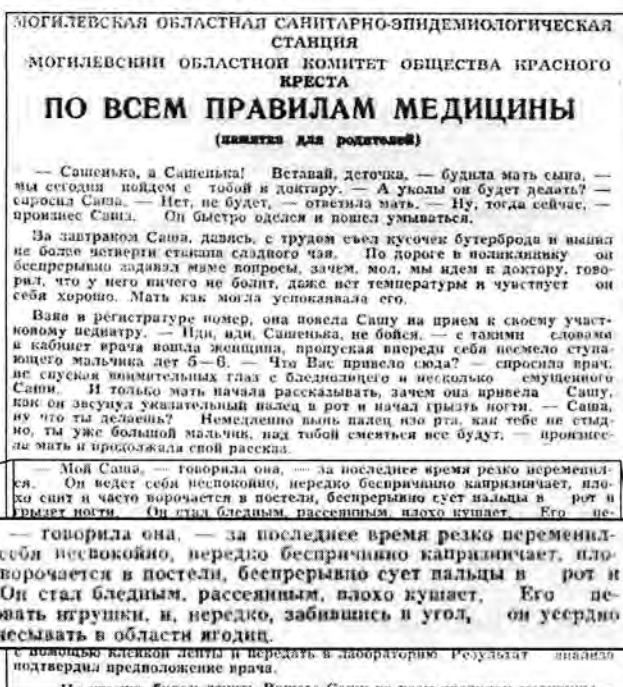 МОГИЛЕВСКАЯ ОБЛАСТНАЯ САНИТАРНО-ЭПИДЕМИОЛОГИЧЕСКАЯ
СТАНЦИЯ
МОГИЛЕВСКИЙ ОБЛАСТНОЙ КОМИТЕТ ОБЩЕСТВА КРАСНОГО
КРЕСТА
ПО ВСЕМ ПРАВИЛАМ МЕДИЦИНЫ
(памятка для родителей)
— Сашенька, а Сашенька! Вставай, деточка, — будила мать сына, —
мы сегодня пойдем с тобой к доктару. — А уколы он будет делать? —
спросил Саша. — Нет, не будет, — ответила мать. — Ну, тогда сейчас, —
произнес Саша. Он быстро оделся и пошел умываться.
За завтраком Саша, давясь, с трудом съел кусочек бутерброда и выпил
не более четверти стакана сладного чая. По дороге в поликлинику он
беспрерывно задавал маме вопросы, зачем, мол, мы идем к доктору, гово-
рил, что у него ничего не болит, даже нет температуры и чувствует он
себя хорошо. Мать как могла успокаивала его.
Взяв в регистратуре номер, она повела Сашу на прием к своему участ-
ковому педиатру. — Иди, иди, Сашенька, не бойся, — с такими словами
в кабинет врача вошла женщина, пропуская впереди себя несмело ступа-
ющего мальчика лет 5—6. — Что Вас привело сюда? — спросила врач,
не спуская внимательных глаз с бледнолицего и несколько смущенного
Саши. И только мать начала рассказывать, зачем она привела Сашу,
как он засунул указательный палец в рот и начал грызть ногти. — Саша,
ну что ты делаешь? Немедленно вынь палец изо рта, как тебе не стыд-
но, ты уже большой мальчик, над тобой смеяться все будут, — произнес-
ла мать и продолжала свой рассказ.
— Мой Саша, — говорила она, — за последнее время резко переменил-
ся. Он ведет себя неспокойно, нередко беспричинно капризничает, пло-
хо спит и часто ворочается в постели, беспрерывно сует пальцы в рот и
грызет ногти. Он стал бледным, рассеянным, плохо кушает. Его не-
— говорила она, — за последнее время резко переменил-
себя неспокойно, нередко беспричинно капризничает, пло-
ворочается в постели, беспрерывно сует пальцы в рот и
Он стал бледным, рассеянным, плохо кушает. Его не-
вать игрушки, и, нередко, забившись в угол, он усердно
чесывать в области ягодиц.
с помощью клейкой ленты и передать в лабораторию Результат анализа
подтвердил предположение врача.